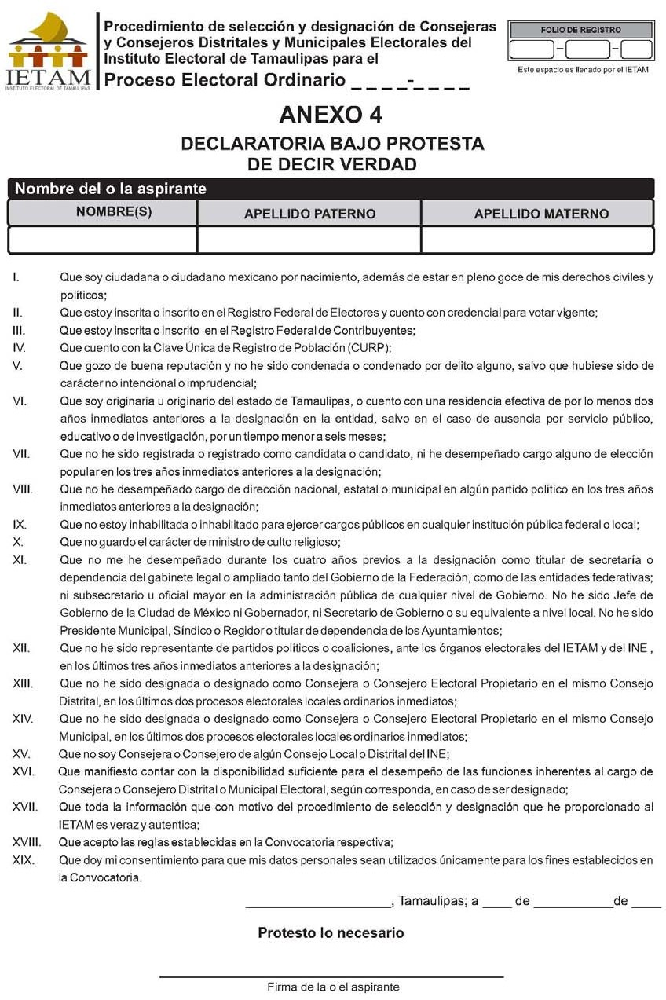 IETAM
INSTITUTO ELECTORAL DE TAMAULIPAS
Procedimiento de selección y designación de Consejeras
y Consejeros Distritales y Municipales Electorales del
Instituto Electoral de Tamaulipas para el
Proceso Electoral Ordinario _ _ _ _-_ _ _ _
FOLIO DE REGISTRO
– –
Este espacio es llenado por el IETAM
ANEXO 4
DECLARATORIA BAJO PROTESTA
DE DECIR VERDAD
Nombre del o la aspirante
NOMBRE(S) APELLIDO PATERNO APELLIDO MATERNO
I. Que soy ciudadana o ciudadano mexicano por nacimiento, además de estar en pleno goce de mis derechos civiles y
políticos;
II. Que estoy inscrita o inscrito en el Registro Federal de Electores y cuento con credencial para votar vigente;
III. Que estoy inscrita o inscrito en el Registro Federal de Contribuyentes;
IV. Que cuento con la Clave Única de Registro de Población (CURP);
V. Que gozo de buena reputación y no he sido condenada o condenado por delito alguno, salvo que hubiese sido de
carácter no intencional o imprudencial;
VI. Que soy originaria u originario del estado de Tamaulipas, o cuento con una residencia efectiva de por lo menos dos
años inmediatos anteriores a la designación en la entidad, salvo en el caso de ausencia por servicio público,
educativo o de investigación, por un tiempo menor a seis meses;
VII. Que no he sido registrada o registrado como candidata o candidato, ni he desempeñado cargo alguno de elección
popular en los tres años inmediatos anteriores a la designación;
VIII. Que no he desempeñado cargo de dirección nacional, estatal o municipal en algún partido político en los tres años
inmediatos anteriores a la designación;
IX. Que no estoy inhabilitada o inhabilitado para ejercer cargos públicos en cualquier institución pública federal o local;
X. Que no guardo el carácter de ministro de culto religioso;
XI. Que no me he desempeñado durante los cuatro años previos a la designación como titular de secretaría o
dependencia del gabinete legal o ampliado tanto del Gobierno de la Federación, como de las entidades federativas;
ni subsecretario u oficial mayor en la administración pública de cualquier nivel de Gobierno. No he sido Jefe de
Gobierno de la Ciudad de México ni Gobernador, ni Secretario de Gobierno o su equivalente a nivel local. No he sido
Presidente Municipal, Síndico o Regidor o titular de dependencia de los Ayuntamientos;
XII. Que no he sido representante de partidos políticos o coaliciones, ante los órganos electorales del IETAM y del INE ,
en los últimos tres años inmediatos anteriores a la designación;
XIII. Que no he sido designada o designado como Consejera o Consejero Electoral Propietario en el mismo Consejo
Distrital, en los últimos dos procesos electorales locales ordinarios inmediatos;
XIV. Que no he sido designada o designado como Consejera o Consejero Electoral Propietario en el mismo Consejo
Municipal, en los últimos dos procesos electorales locales ordinarios inmediatos;
XV. Que no soy Consejera o Consejero de algún Consejo Local o Distrital del INE;
XVI. Que manifiesto contar con la disponibilidad suficiente para el desempeño de las funciones inherentes al cargo de
Consejera o Consejero Distrital o Municipal Electoral, según corresponda, en caso de ser designado;
XVII. Que toda la información que con motivo del procedimiento de selección y designación que he proporcionado al
IETAM es veraz y autentica;
XVIII. Que acepto las reglas establecidas en la Convocatoria respectiva;
XIX. Que doy mi consentimiento para que mis datos personales sean utilizados únicamente para los fines establecidos en
la Convocatoria.
____________________, Tamaulipas; a ____ de ___________de ____
Protesto lo necesario
Firma de la o el aspirante